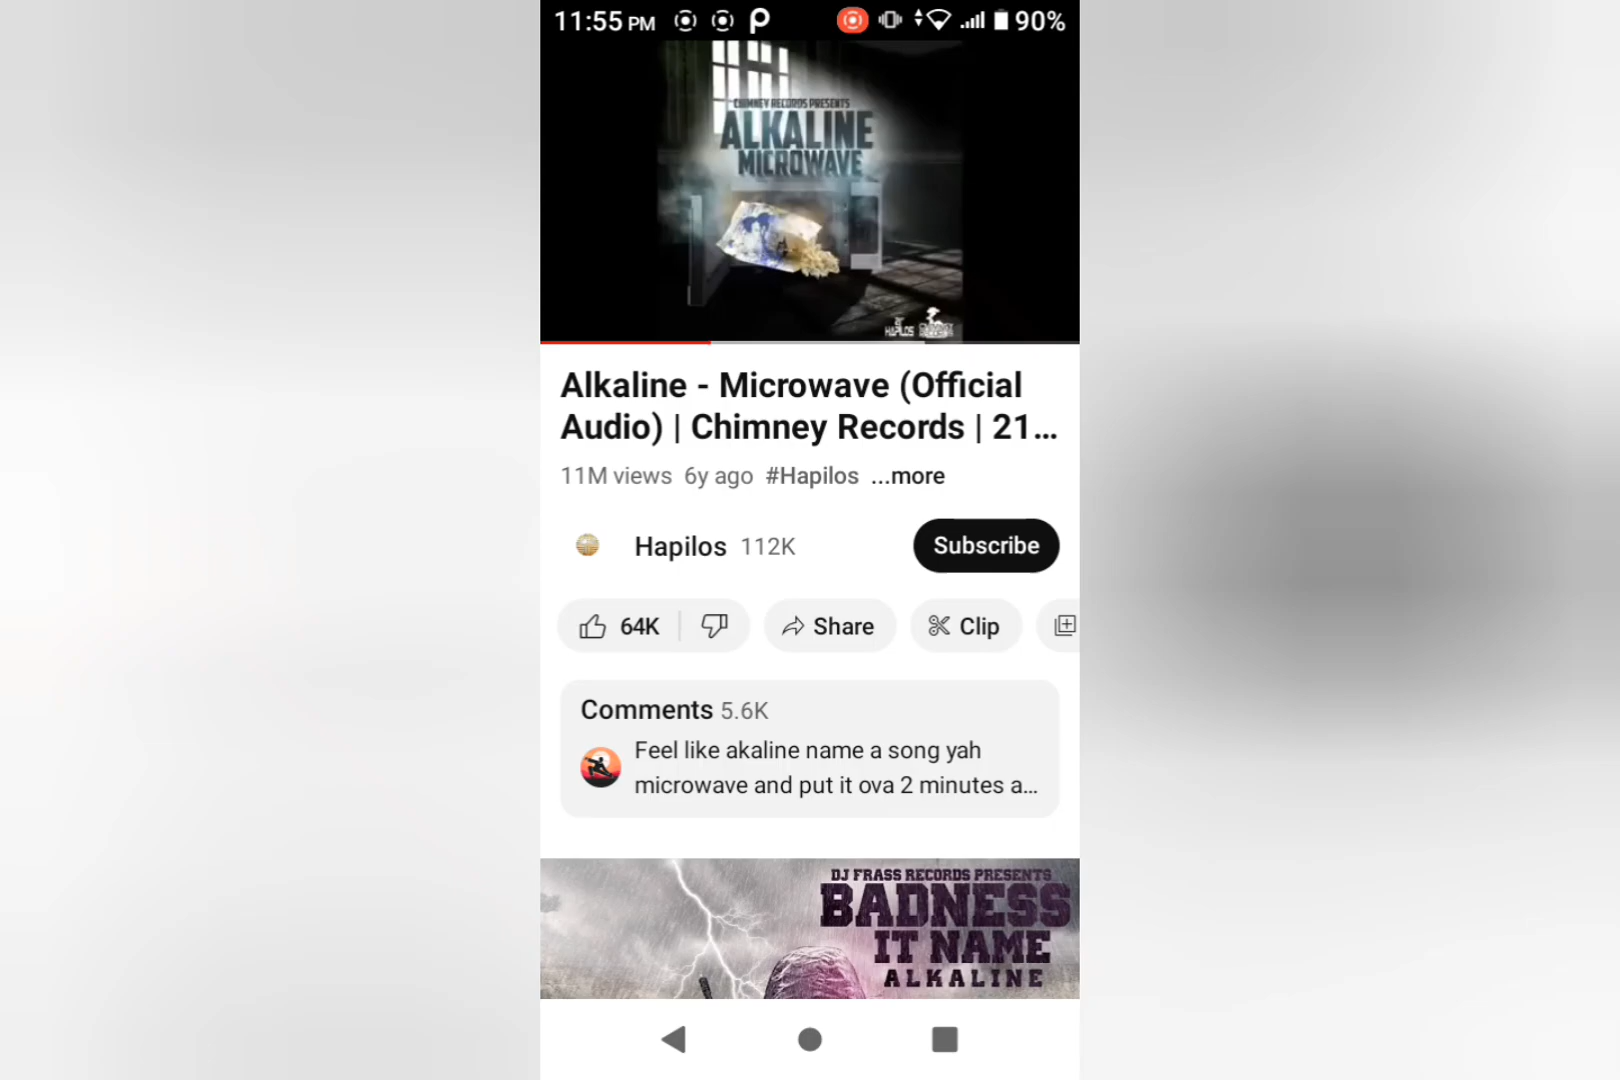 11:55 PM
90%
CHIMNEY RECORDS PRESENTS
ALKALINE
MICROWAVE
HAPILOS
Alkaline - Microwave (Official
Audo) | Chimney Records | 21...
11M views 6y ago #Hapilos ...more
Hapilos 112K
Subscribe
64K
Share
Clip
Comments 5.6K
Feel like akaline name a song yah
microwave and put it ova 2 minutes a...
DJ FRASS RECORDS PRESENTS
BADNESS
IT NAME
ALKALINE